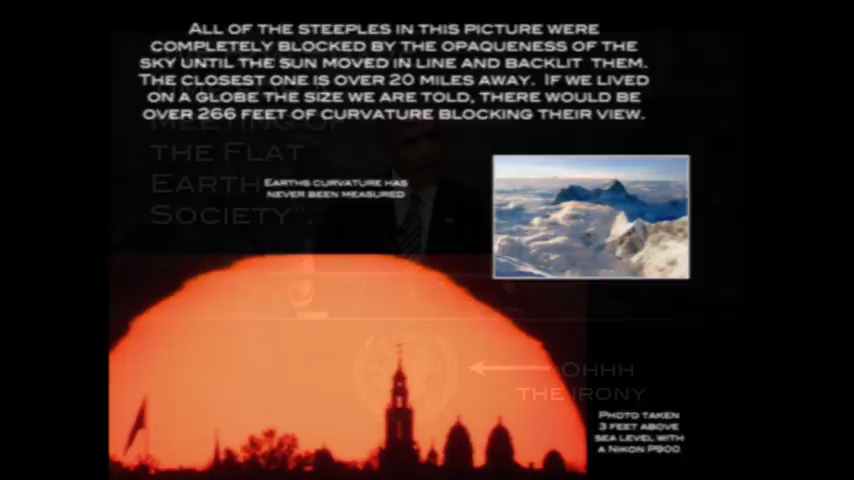 ALL OF THE STEEPLES IN THIS PICTURE WERE
COMPLETELY BLOCKED BY THE OPAQUENESS OF THE
SKY UNTIL THE SUN MOVED IN LINE AND BACKLIT THEM.
THE CLOSEST ONE IS OVER 20 MILES AWAY. IF WE LIVED
ON A GLOBE THE SIZE WE ARE TOLD, THERE WOULD BE
OVER 266 FEET OF CURVATURE BLOCKING THEIR VIEW.
MEETING OF
THE FLAT
EARTH
SOCIETY".
EARTHS CURVATURE HAS
NEVER BEEN MEASURED
OHHH
THE IRONY
PHOTO TAKEN
3 FEET ABOVE
SEA LEVEL WITH
A NIKON P900